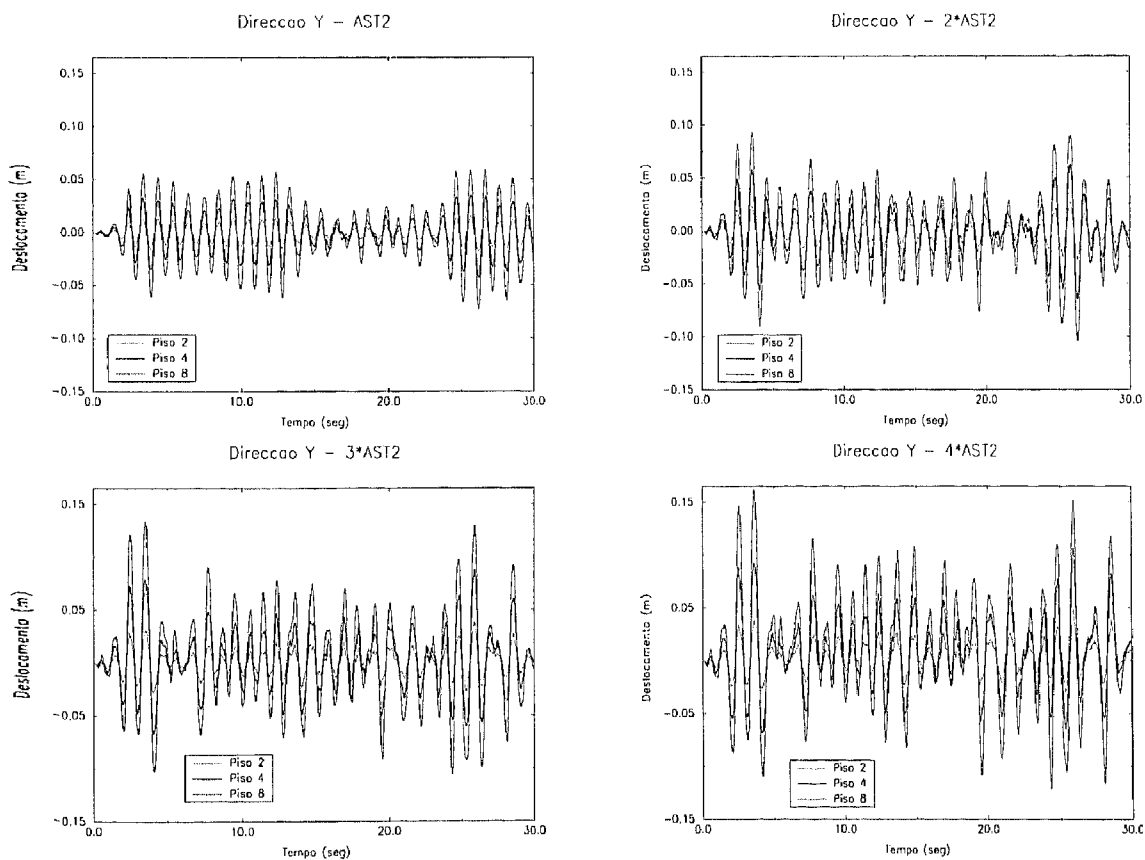 Direccao Y - AST2
Deslocamento (m)
0.15
0.10
0.05
0.00
-0.05
-0.10
-0.15
Piso 2
Piso 4
Piso 8
0.0 10.0 20.0 30.0
Tempo (seg)
Direccao Y - 2*AST2
Deslocamento (m)
0.15
0.10
0.05
0.00
-0.05
-0.10
-0.15
Piso 2
Piso 4
Piso 8
0.0 10.0 20.0 30.0
Tempo (seg)
Direccao Y - 3*AST2
Deslocamento (m)
0.15
0.05
-0.05
-0.15
Piso 2
Piso 4
Piso 8
0.0 10.0 20.0 30.0
Tempo (seg)
Direccao Y - 4*AST2
Deslocamento (m)
0.15
0.05
-0.05
-0.15
Piso 2
Piso 4
Piso 8
0.0 10.0 20.0 30.0
Tempo (seg)